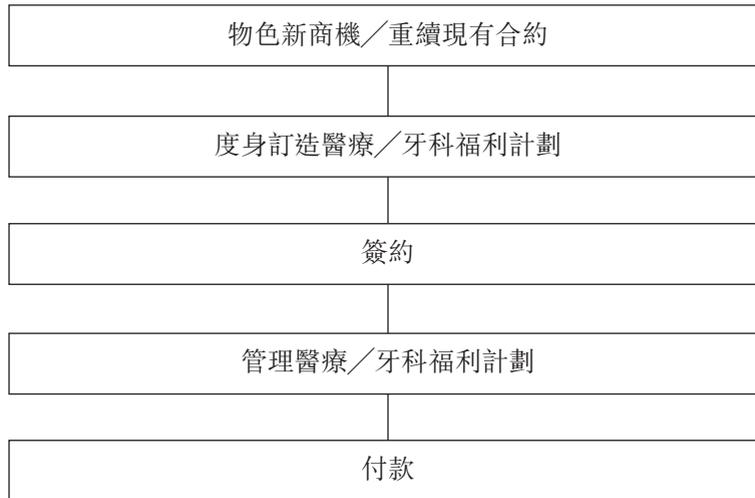 物色新商機／重續現有合約
度身訂造醫療／牙科福利計劃
簽約
管理醫療／牙科福利計劃
付款